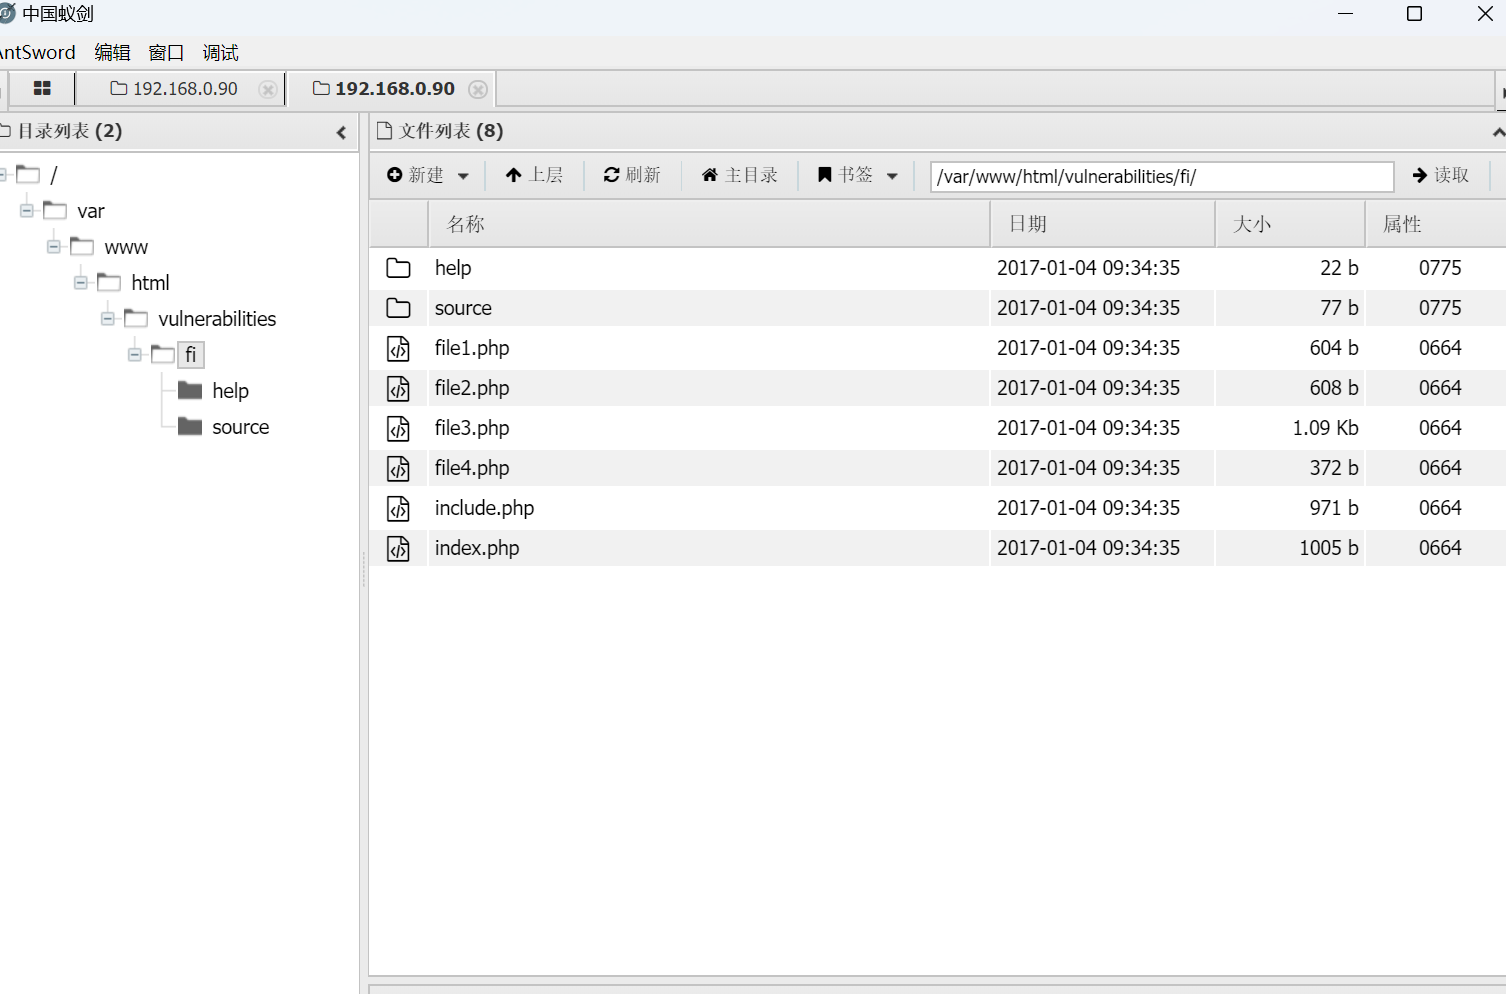 中国蚁剑
AntSword 编辑 窗口 调试
192.168.0.90 192.168.0.90
目录列表 (2)
文件列表 (8)
新建 上层 刷新 主目录 书签 /var/www/html/vulnerabilities/fi/ 读取
/
var
www
html
vulnerabilities
fi
help
source
名称 日期 大小 属性
help 2017-01-04 09:34:35 22 b 0775
source 2017-01-04 09:34:35 77 b 0775
file1.php 2017-01-04 09:34:35 604 b 0664
file2.php 2017-01-04 09:34:35 608 b 0664
file3.php 2017-01-04 09:34:35 1.09 Kb 0664
file4.php 2017-01-04 09:34:35 372 b 0664
include.php 2017-01-04 09:34:35 971 b 0664
index.php 2017-01-04 09:34:35 1005 b 0664